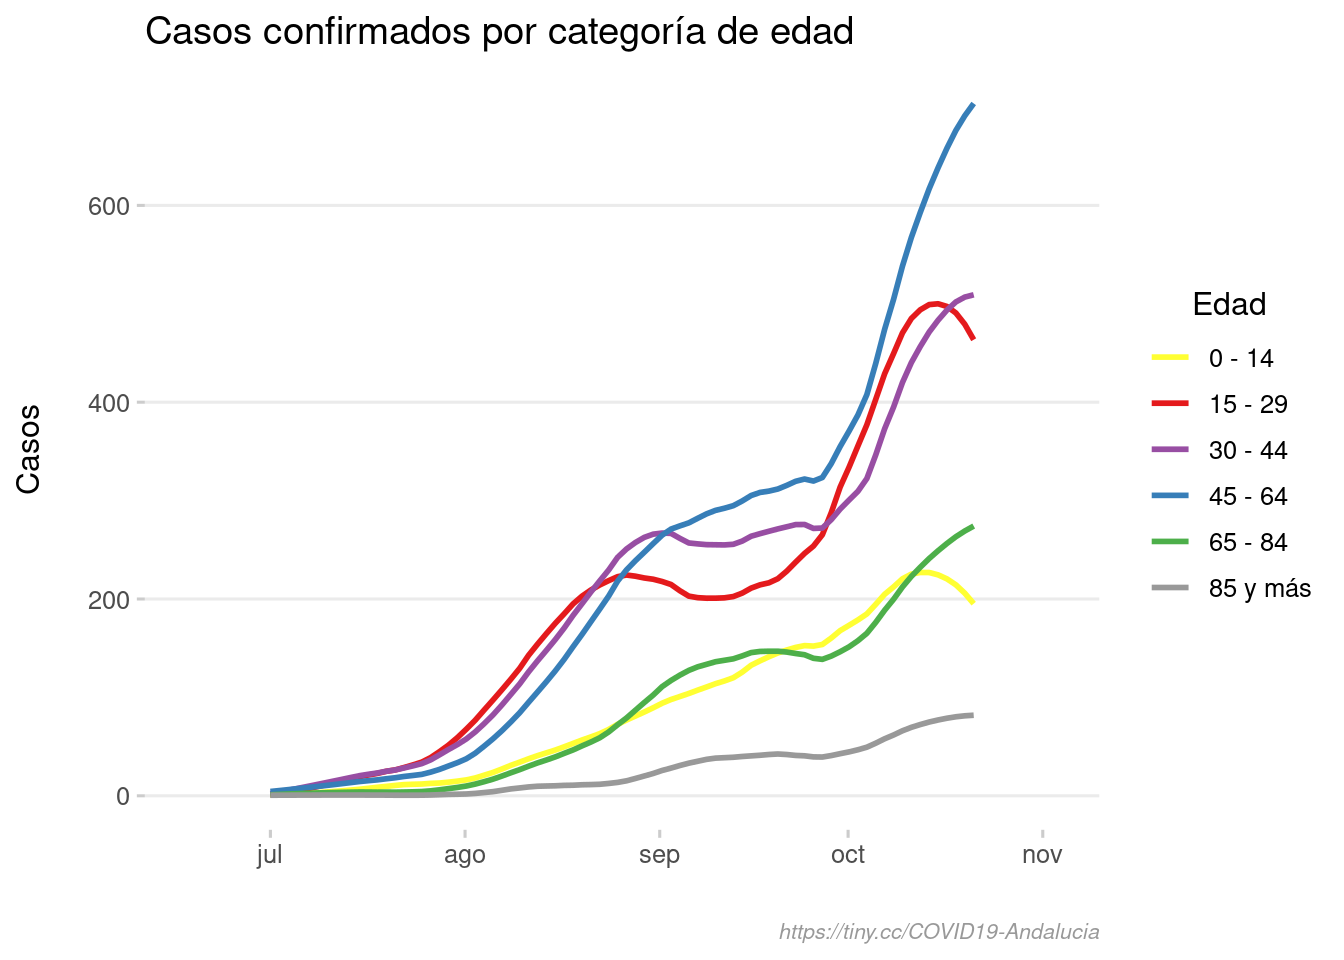 Casos confirmados por categoría de edad
Casos
600
400
200
0
jul
ago
sep
oct
nov
Edad
0 - 14
15 - 29
30 - 44
45 - 64
65 - 84
85 y más
https://tiny.cc/COVID19-Andalucia